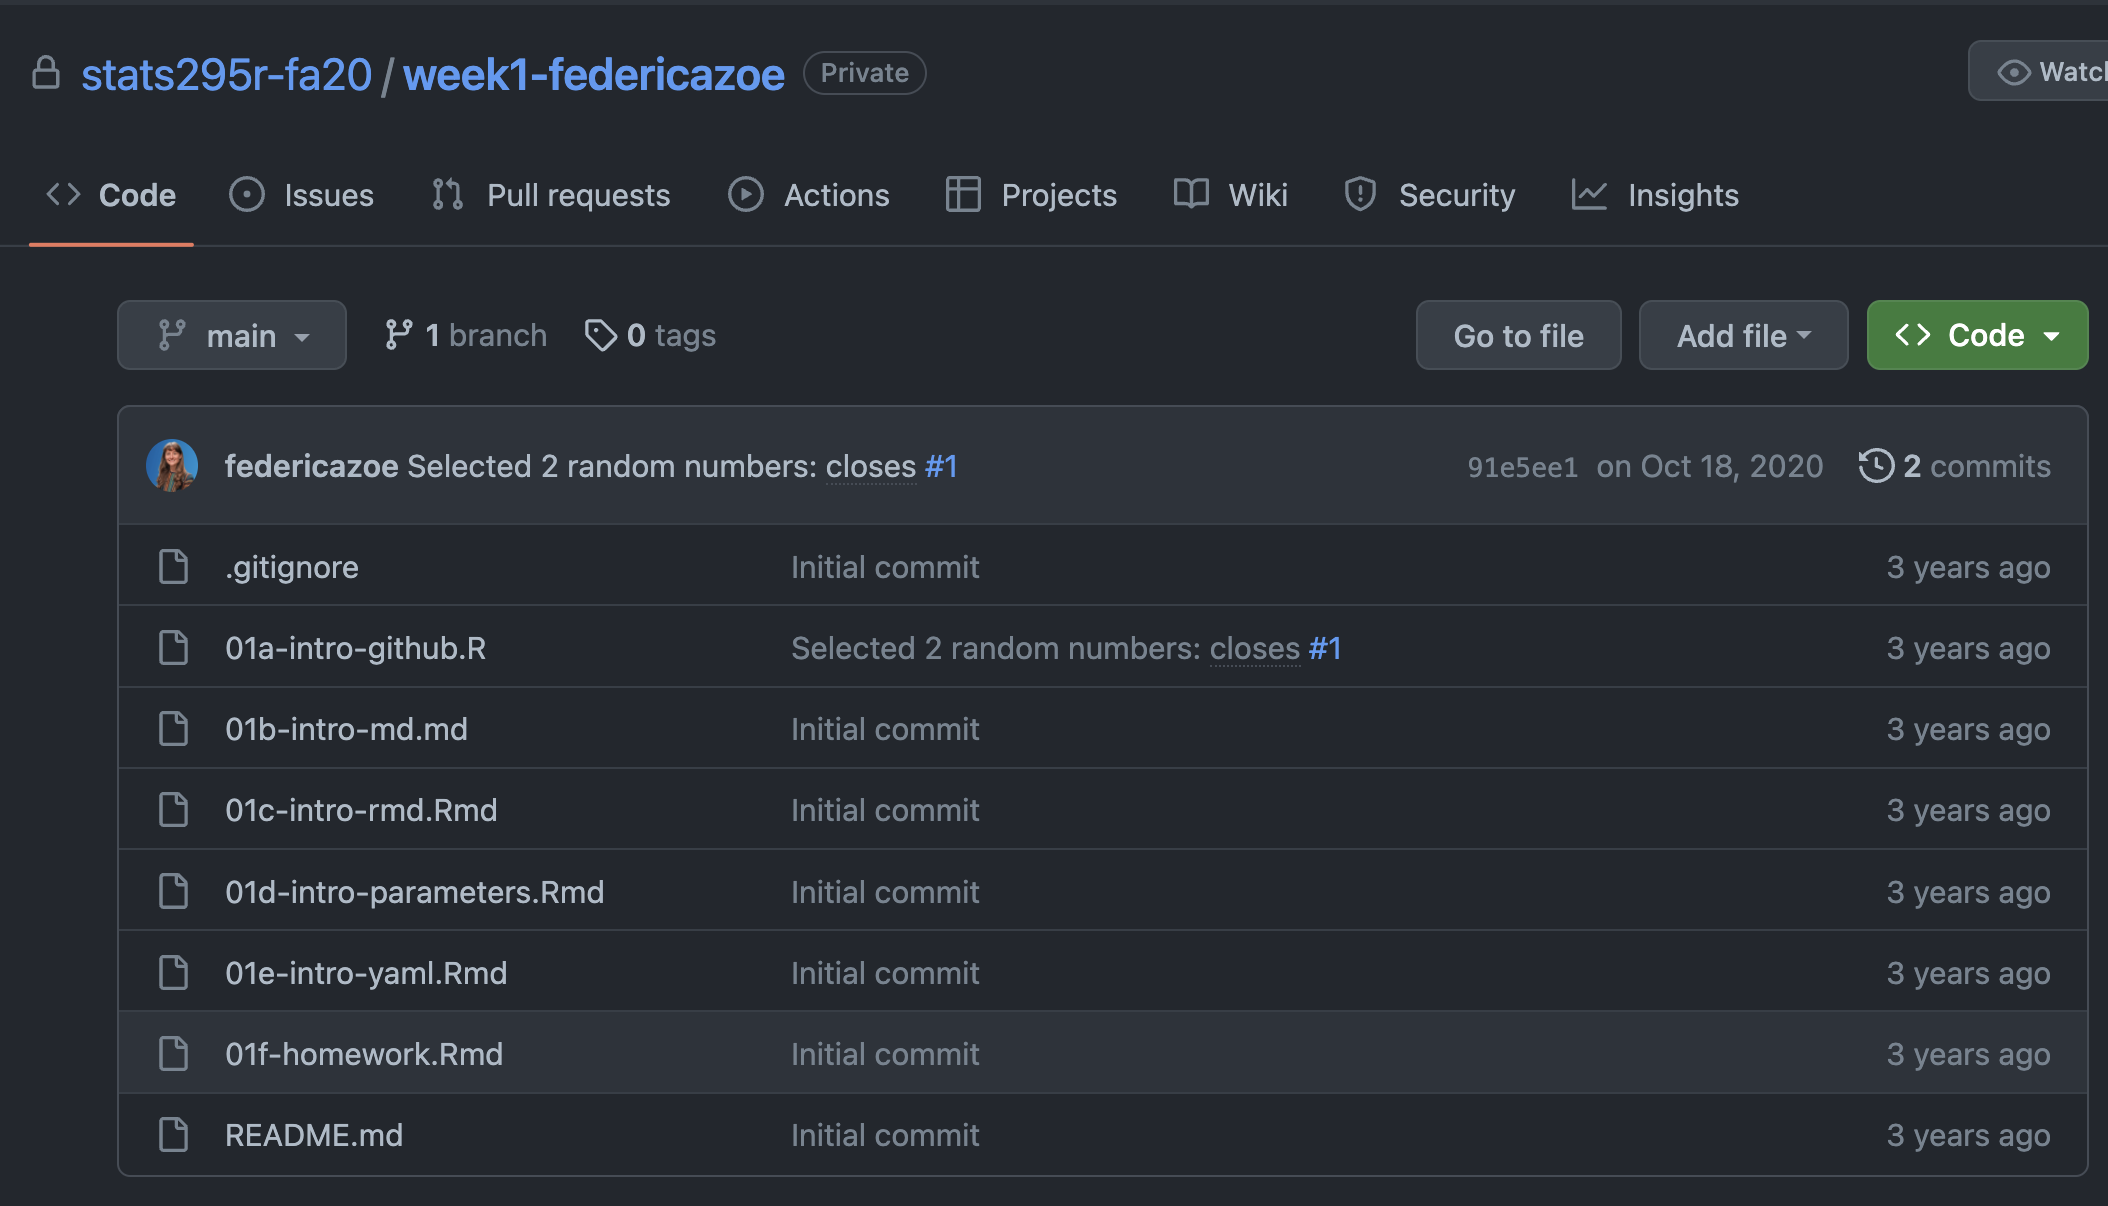 stats295r-fa20 / week1-federicazoe Private
Watch
Code Issues Pull requests Actions Projects Wiki Security Insights
main 1 branch 0 tags Go to file Add file Code
federicazoe Selected 2 random numbers: closes #1 91e5ee1 on Oct 18, 2020 2 commits
.gitignore Initial commit 3 years ago
01a-intro-github.R Selected 2 random numbers: closes #1 3 years ago
01b-intro-md.md Initial commit 3 years ago
01c-intro-rmd.Rmd Initial commit 3 years ago
01d-intro-parameters.Rmd Initial commit 3 years ago
01e-intro-yaml.Rmd Initial commit 3 years ago
01f-homework.Rmd Initial commit 3 years ago
README.md Initial commit 3 years ago